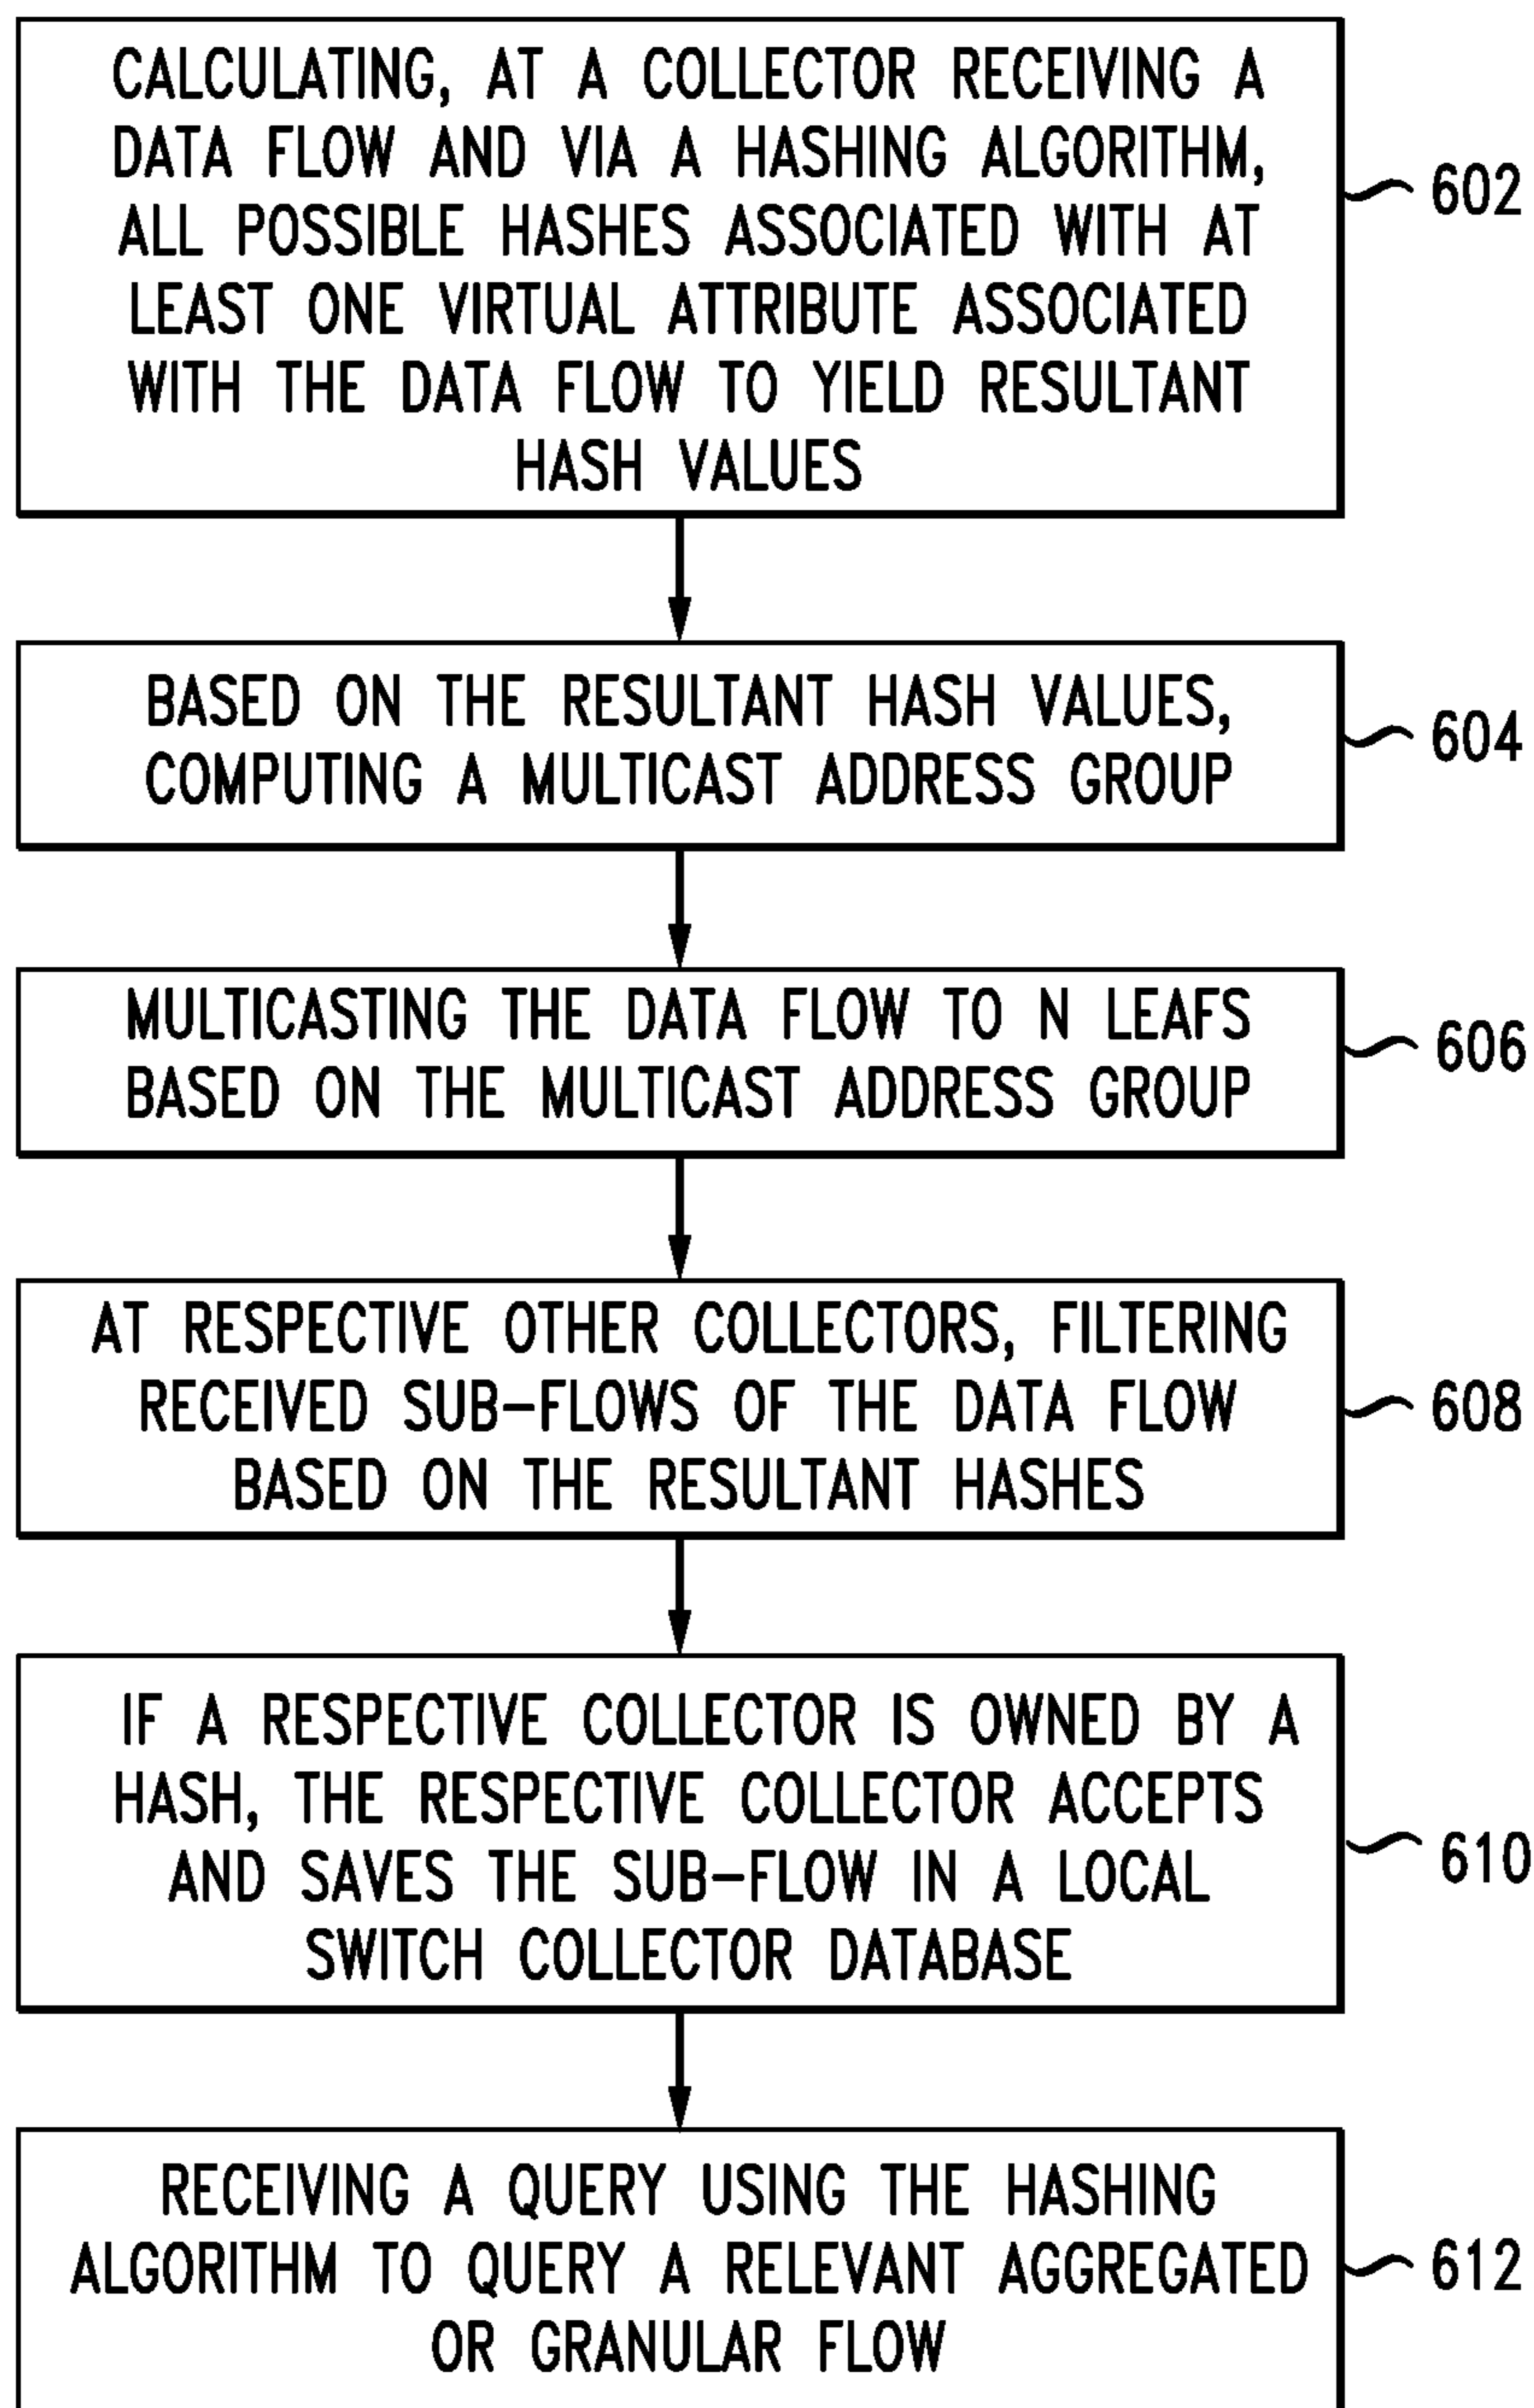 CALCULATING, AT A COLLECTOR RECEIVING A
DATA FLOW AND VIA A HASHING ALGORITHM,
ALL POSSIBLE HASHES ASSOCIATED WITH AT
LEAST ONE VIRTUAL ATTRIBUTE ASSOCIATED
WITH THE DATA FLOW TO YIELD RESULTANT
HASH VALUES
602
BASED ON THE RESULTANT HASH VALUES,
COMPUTING A MULTICAST ADDRESS GROUP
604
MULTICASTING THE DATA FLOW TO N LEAFS
BASED ON THE MULTICAST ADDRESS GROUP
606
AT RESPECTIVE OTHER COLLECTORS, FILTERING
RECEIVED SUB-FLOWS OF THE DATA FLOW
BASED ON THE RESULTANT HASHES
608
IF A RESPECTIVE COLLECTOR IS OWNED BY A
HASH, THE RESPECTIVE COLLECTOR ACCEPTS
AND SAVES THE SUB-FLOW IN A LOCAL
SWITCH COLLECTOR DATABASE
610
RECEIVING A QUERY USING THE HASHING
ALGORITHM TO QUERY A RELEVANT AGGREGATED
OR GRANULAR FLOW
612